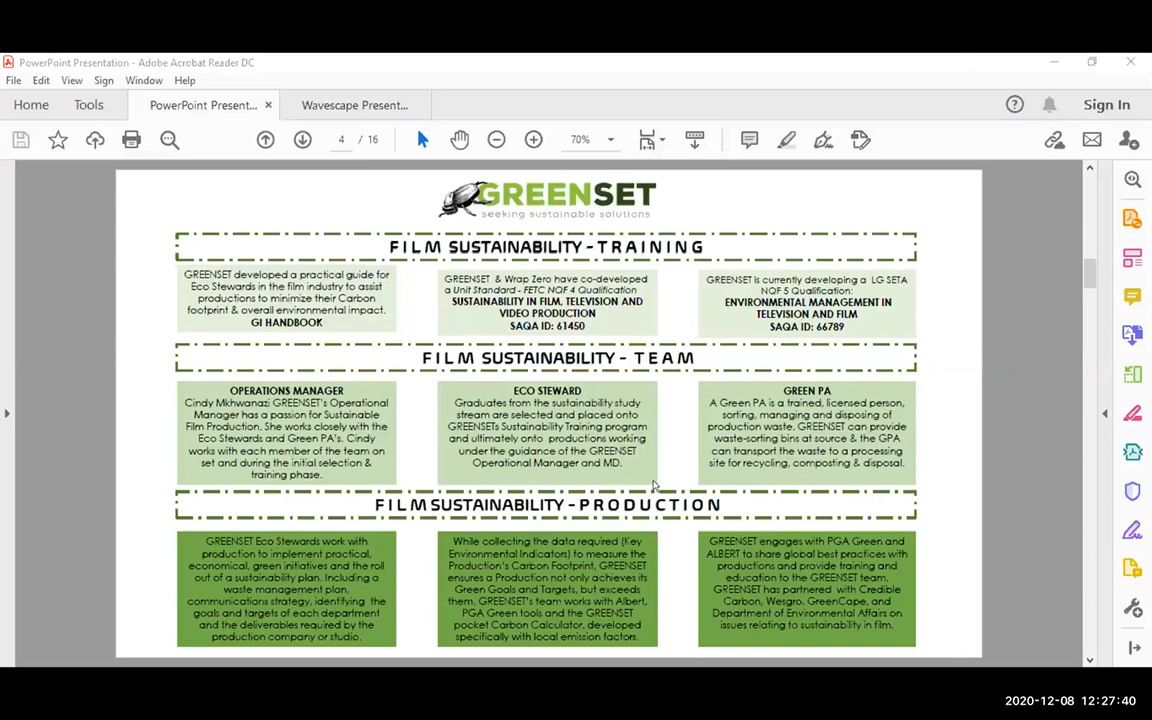 PowerPoint Presentation - Adobe Acrobat Reader DC
File Edit View Sign Window Help
Home Tools PowerPoint Present... × Wavescape Present... Sign In
4 / 16 70%
GREENSET
seeking sustainable solutions
FILM SUSTAINABILITY - TRAINING
GREENSET developed a practical guide for
Eco Stewards in the film industry to assist
productions to minimize their Carbon
footprint & overall environmental impact.
GI HANDBOOK
GREENSET & Wrap Zero have co-developed
a Unit Standard - FETC NQF 4 Qualification
SUSTAINABILITY IN FILM, TELEVISION AND
VIDEO PRODUCTION
SAQA ID: 61450
GREENSET is currently developing a LG SETA
NQF 5 Qualification:
ENVIRONMENTAL MANAGEMENT IN
TELEVISION AND FILM
SAQA ID: 66789
FILM SUSTAINABILITY - TEAM
OPERATIONS MANAGER
Cindy Mkhwanazi GREENSET's Operational
Manager has a passion for Sustainable
Film Production. She works closely with the
Eco Stewards and Green PA's. Cindy
works with each member of the team on
set and during the initial selection &
training phase.
ECO STEWARD
Graduates from the sustainability study
stream are selected and placed onto
GREENSETs Sustainability Training program
and ultimately onto productions working
under the guidance of the GREENSET
Operational Manager and MD.
GREEN PA
A Green PA is a trained, licensed person,
sorting, managing and disposing of
production waste. GREENSET can provide
waste-sorting bins at source & the GPA
can transport the waste to a processing
site for recycling, composting & disposal.
FILM SUSTAINABILITY - PRODUCTION
GREENSET Eco Stewards work with
production to implement practical,
economical, green initiatives and the roll
out of a sustainability plan. Including a
waste management plan,
communications strategy, identifying the
goals and targets of each department
and the deliverables required by the
production company or studio.
While collecting the data required (Key
Environmental Indicators) to measure the
Production's Carbon Footprint, GREENSET
ensures a Production not only achieves its
Green Goals and Targets, but exceeds
them. GREENSET's team works with Albert,
PGA Green tools and the GREENSET
pocket Carbon Calculator, developed
specifically with local emission factors.
GREENSET engages with PGA Green and
ALBERT to share global best practices with
productions and provide training and
education to the GREENSET team.
GREENSET has partnered with Credible
Carbon, Wesgro, GreenCape, and
Department of Environmental Affairs on
issues relating to sustainability in film.
2020-12-08 12:27:40